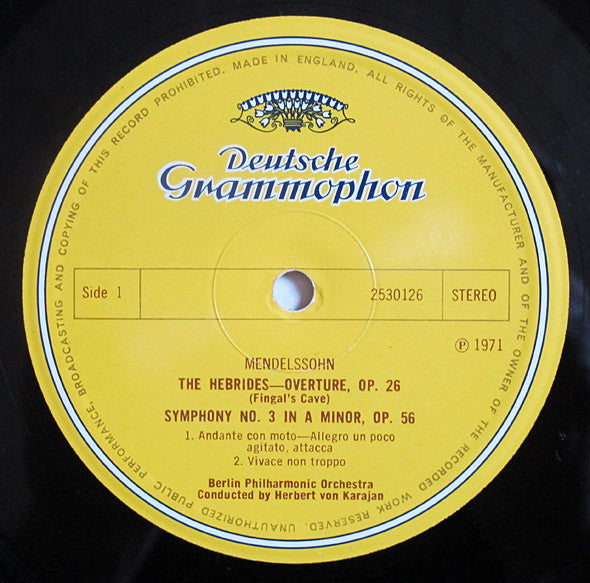 MADE IN ENGLAND. ALL RIGHTS OF THE MANUFACTURER AND OF THE OWNER OF THE RECORDED WORK RESERVED. UNAUTHORIZED PUBLIC PERFORMANCE, BROADCASTING AND COPYING OF THIS RECORD PROHIBITED.
Deutsche
Grammophon
Side 1 2530126 STEREO
Ⓟ 1971
MENDELSSOHN
THE HEBRIDES—OVERTURE, OP. 26
(Fingal's Cave)
SYMPHONY NO. 3 IN A MINOR, OP. 56
1. Andante con moto—Allegro un poco
agitato, attacca
2. Vivace non troppo
Berlin Philharmonic Orchestra
Conducted by Herbert von Karajan